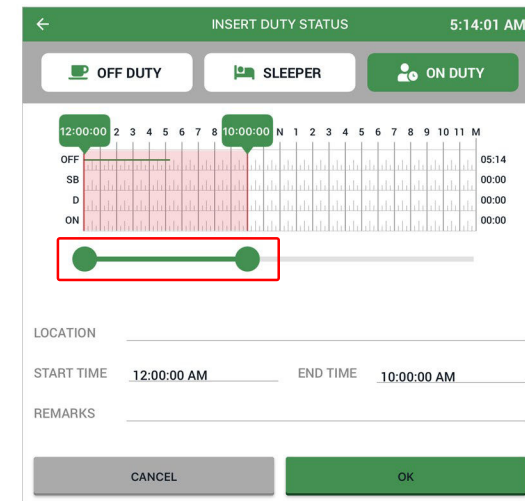 INSERT DUTY STATUS 5:14:01 AM
OFF DUTY SLEEPER ON DUTY
12:00:00 2 3 4 5 6 7 8 10:00:00 N 1 2 3 4 5 6 7 8 9 10 11 M
OFF 05:14
SB 00:00
D 00:00
ON 00:00
LOCATION
START TIME 12:00:00 AM END TIME 10:00:00 AM
REMARKS
CANCEL OK